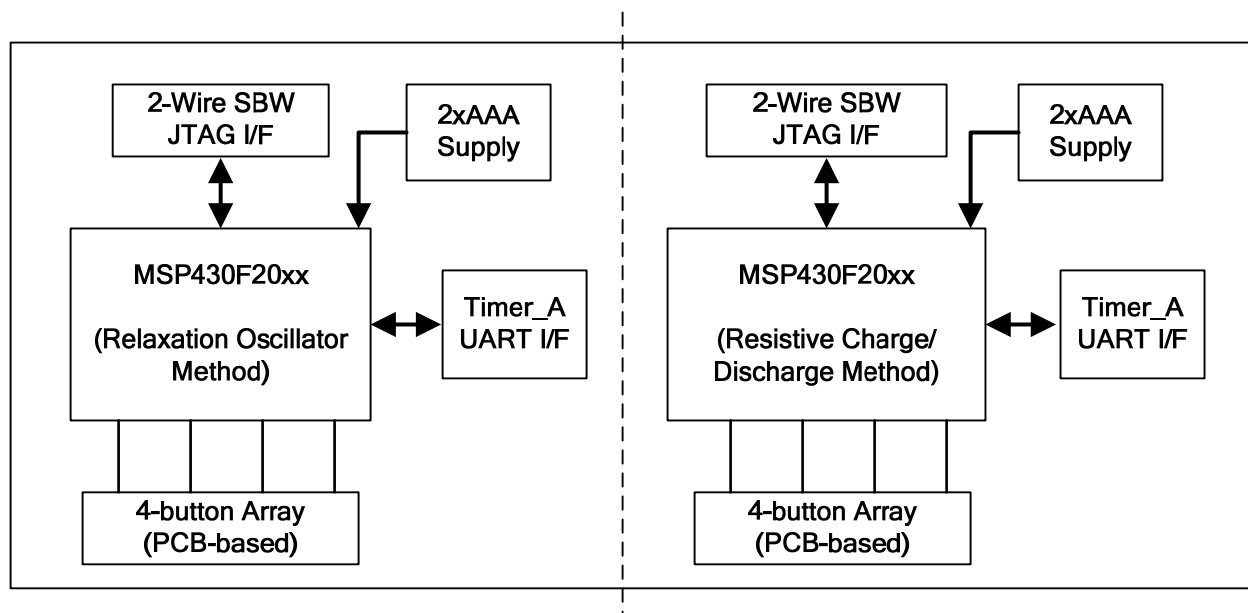 2-Wire SBW
JTAG I/F
2xAAA
Supply
MSP430F20xx
(Relaxation Oscillator
Method)
Timer_A
UART I/F
4-button Array
(PCB-based)
2-Wire SBW
JTAG I/F
2xAAA
Supply
MSP430F20xx
(Resistive Charge/
Discharge Method)
Timer_A
UART I/F
4-button Array
(PCB-based)